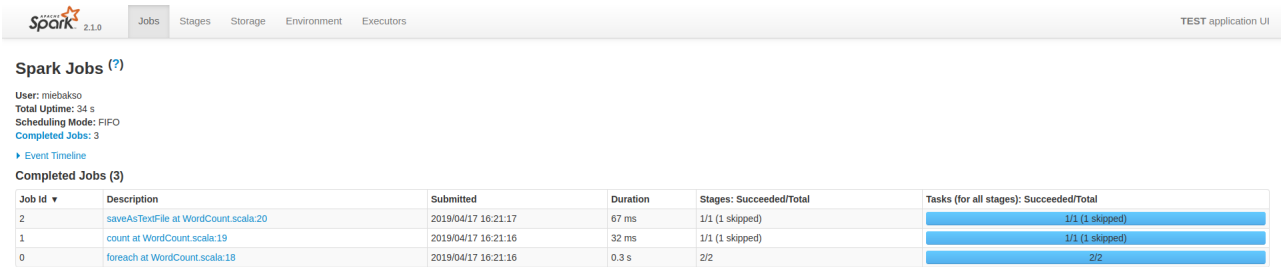 APACHE Spark 2.1.0 Jobs Stages Storage Environment Executors TEST application UI
Spark Jobs (?)
User: miebakso
Total Uptime: 34 s
Scheduling Mode: FIFO
Completed Jobs: 3
Event Timeline
Completed Jobs (3)
Job Id ▼ Description Submitted Duration Stages: Succeeded/Total Tasks (for all stages): Succeeded/Total
2 saveAsTextFile at WordCount.scala:20 2019/04/17 16:21:17 67 ms 1/1 (1 skipped) 1/1 (1 skipped)
1 count at WordCount.scala:19 2019/04/17 16:21:16 32 ms 1/1 (1 skipped) 1/1 (1 skipped)
0 foreach at WordCount.scala:18 2019/04/17 16:21:16 0.3 s 2/2 2/2